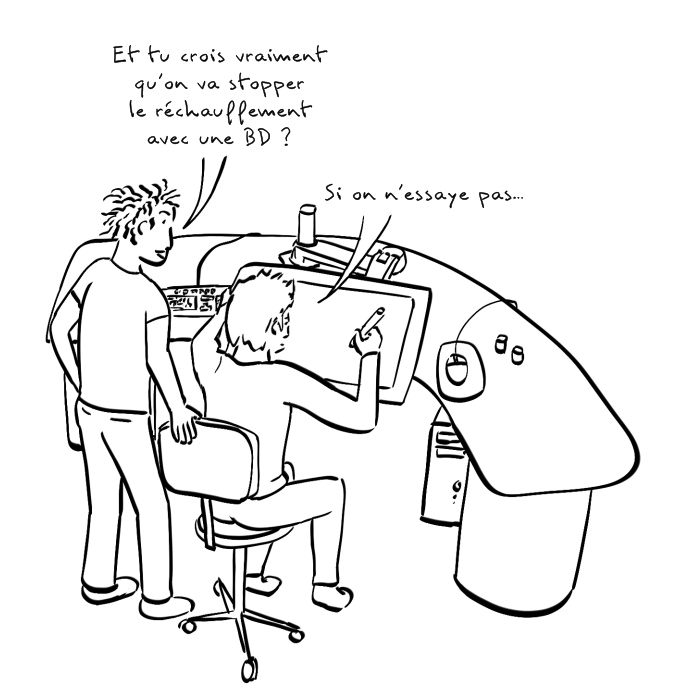 Et tu crois vraiment
qu'on va stopper
le réchauffement
avec une BD ?
Si on n'essaye pas...